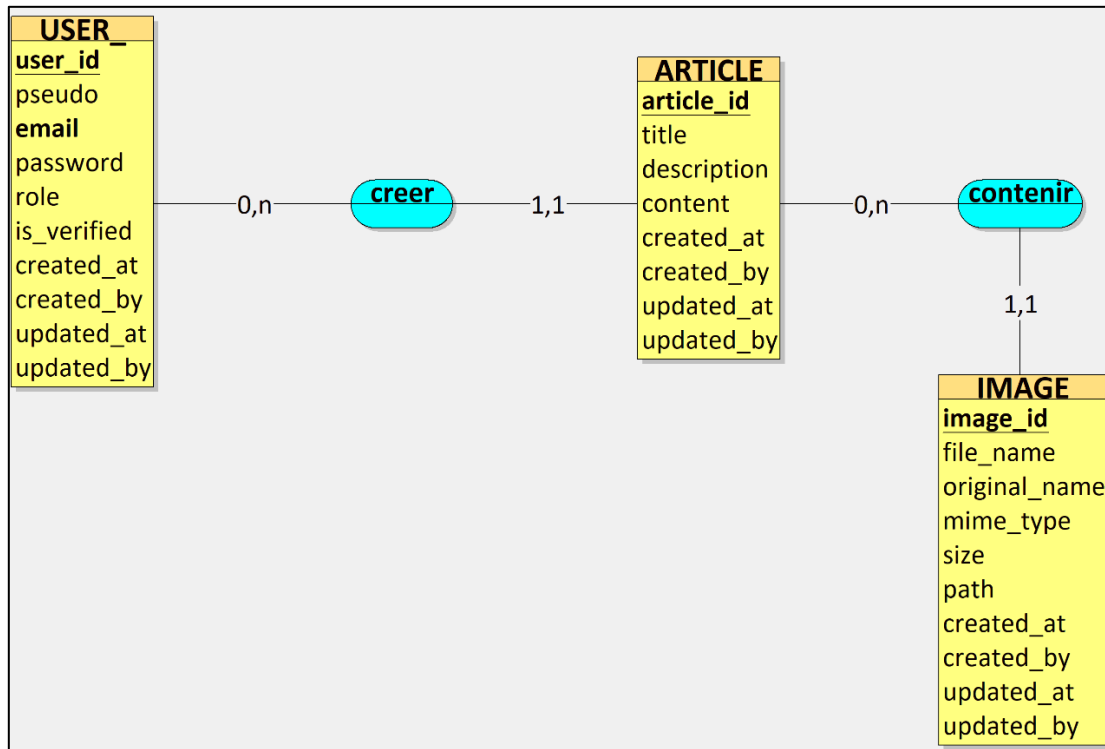 USER_
user_id
pseudo
email
password
role
is_verified
created_at
created_by
updated_at
updated_by
0,n
creer
1,1
ARTICLE
article_id
title
description
content
created_at
created_by
updated_at
updated_by
0,n
contenir
1,1
IMAGE
image_id
file_name
original_name
mime_type
size
path
created_at
created_by
updated_at
updated_by